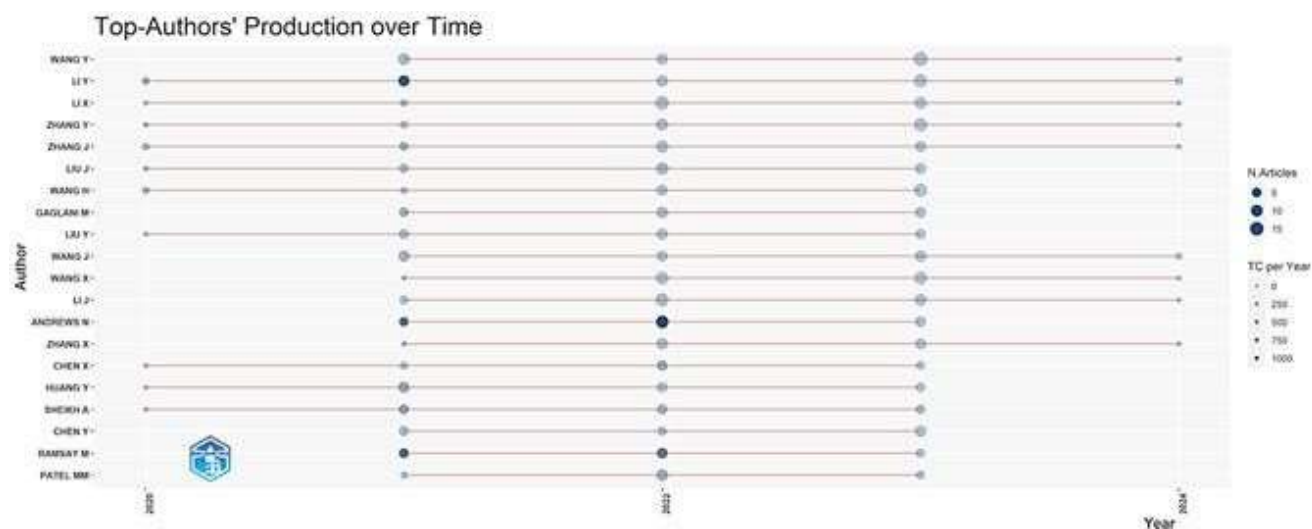 Top-Authors' Production over Time
Author
WANG Y
LI Y
LI X
ZHANG Y
ZHANG J
LIU J
WANG H
GAGLANI M
LIU Y
WANG J
WANG X
LI J
ANDREWS N
ZHANG X
CHEN X
HUANG Y
SHEIKH A
CHEN Y
RAMSAY M
PATEL MM
2020
2022
2024
Year
N.Articles
5
10
15
TC per Year
0
250
500
750
1000